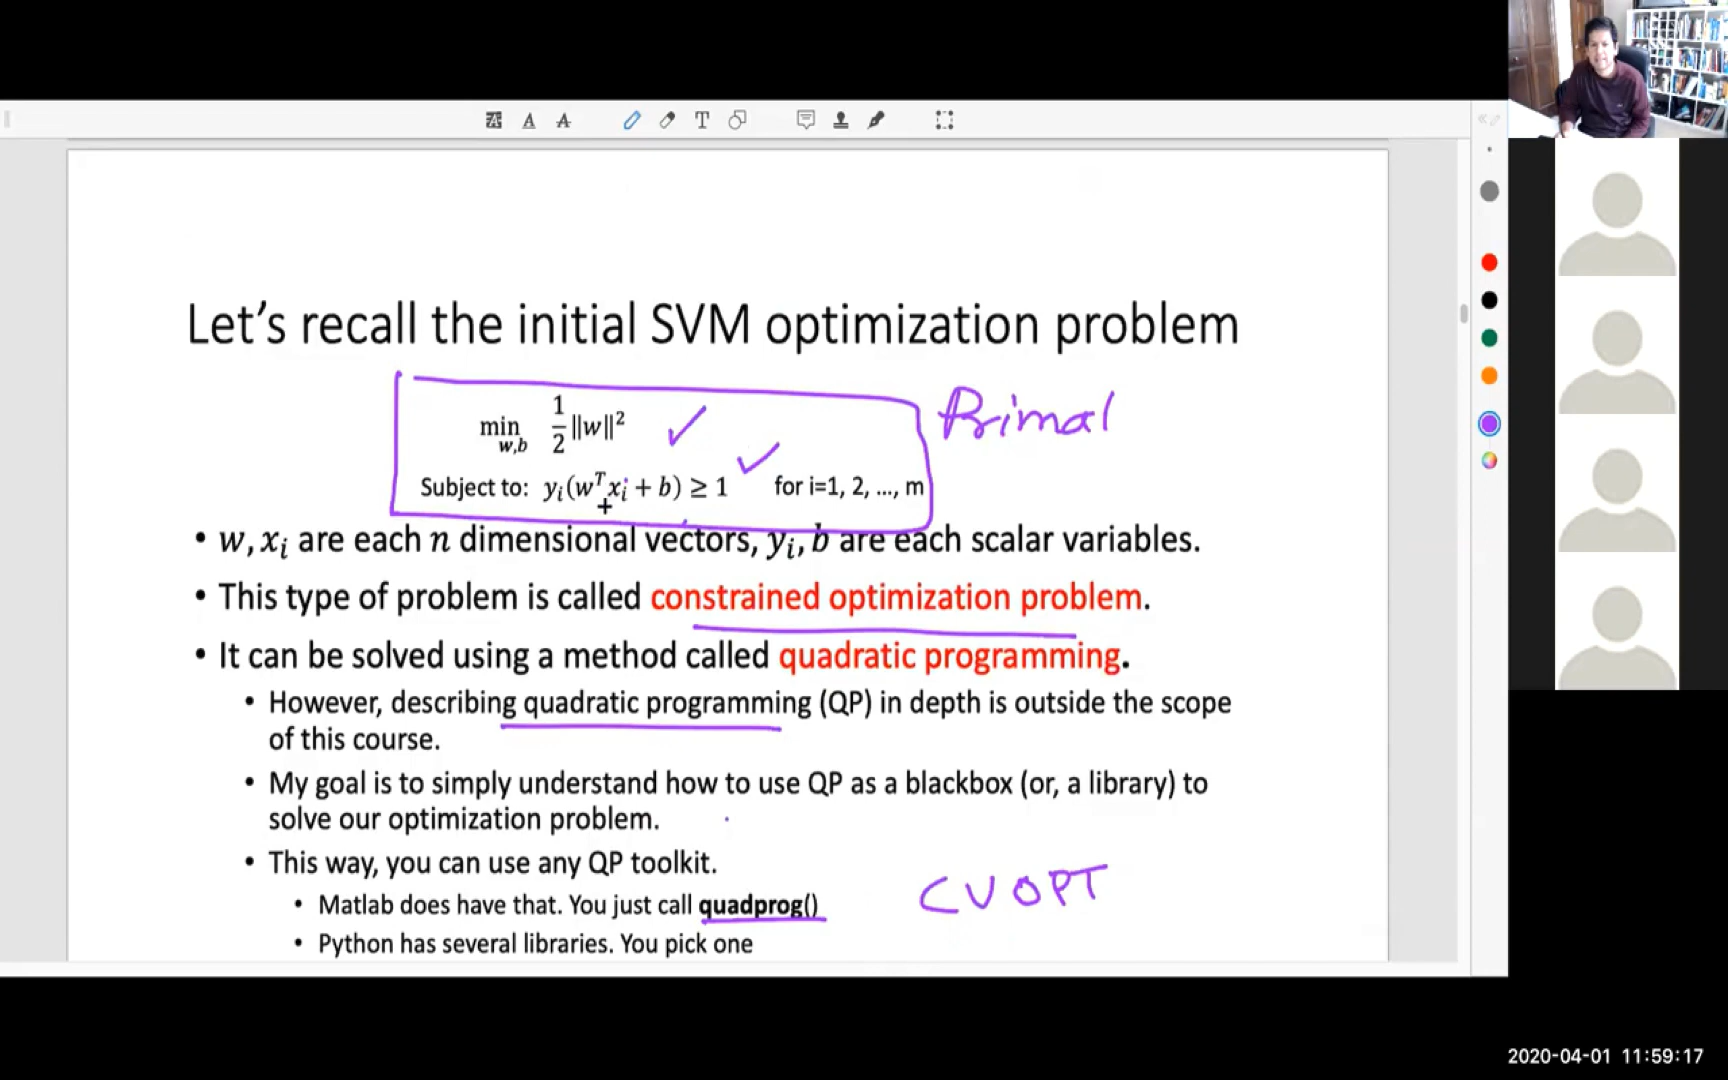 Let's recall the initial SVM optimization problem
Primal
min w,b 1/2 ||w||²
Subject to: yᵢ(wᵀxᵢ + b) ≥ 1 for i=1, 2, ..., m
• w, xᵢ are each n dimensional vectors, yᵢ, b are each scalar variables.
• This type of problem is called constrained optimization problem.
• It can be solved using a method called quadratic programming.
• However, describing quadratic programming (QP) in depth is outside the scope
of this course.
• My goal is to simply understand how to use QP as a blackbox (or, a library) to
solve our optimization problem.
• This way, you can use any QP toolkit.
• Matlab does have that. You just call quadprog()
CVOPT
• Python has several libraries. You pick one
2020-04-01 11:59:17